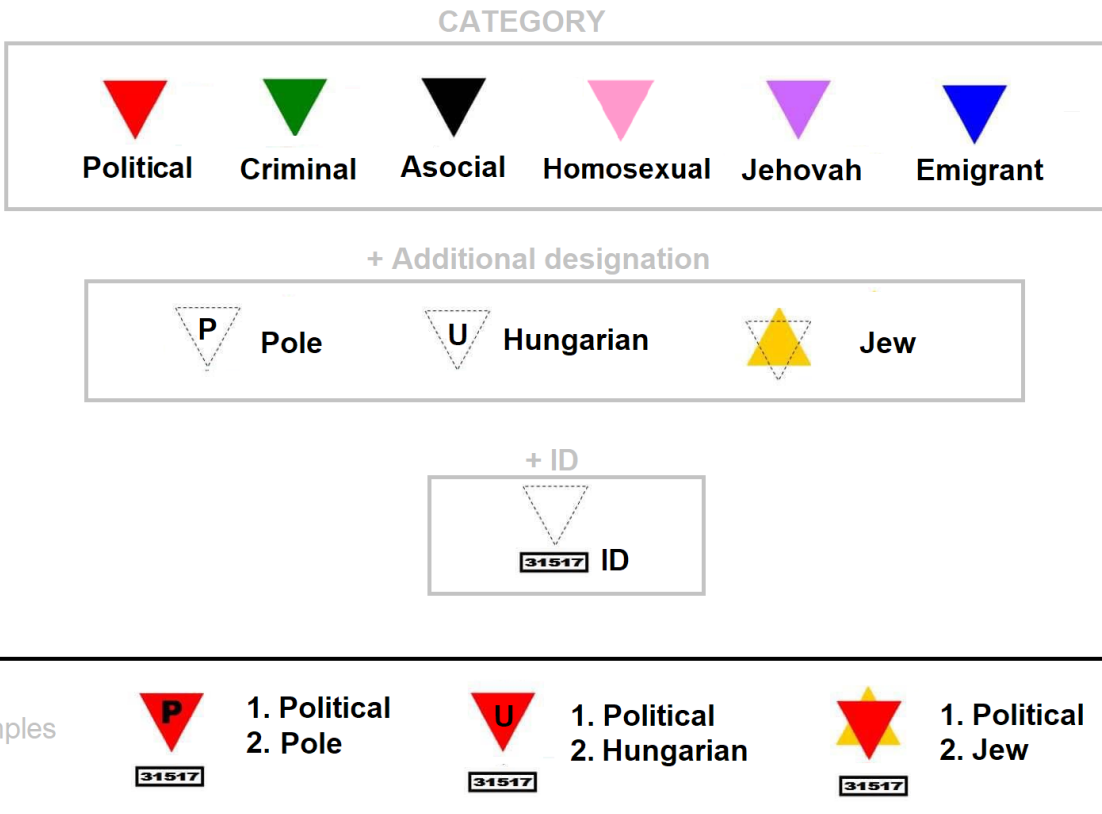 CATEGORY
Political Criminal Asocial Homosexual Jehovah Emigrant
+ Additional designation
P Pole U Hungarian Jew
+ ID
31517 ID
P 1. Political U 1. Political 1. Political
2. Pole 2. Hungarian 2. Jew
31517 31517 31517